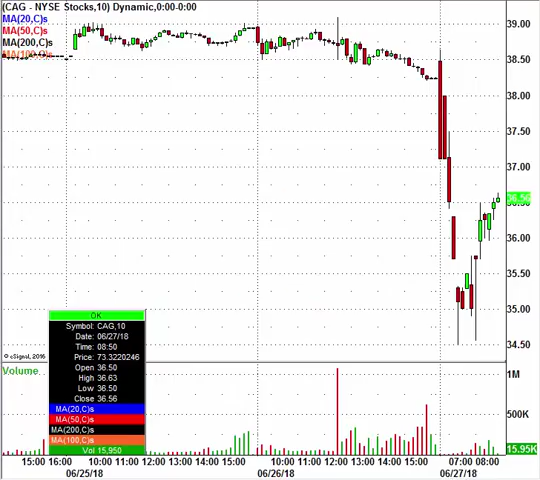 (CAG - NYSE Stocks,10) Dynamic,0:00-0:00
MA(20,C)s
MA(50,C)s
MA(200,C)s
MA(100,C)s
39.00
38.50
38.00
37.50
37.00
36.56
36.00
35.50
35.00
34.50
© eSignal, 2016
OK
Symbol: CAG,10
Date: 06/27/18
Time: 08:50
Price: 73.3220246
Open 36.50
High 36.63
Low 36.50
Close 36.56
MA(20,C)s
MA(50,C)s
MA(200,C)s
MA(100,C)s
Vol 15,950
Volume
1M
500K
15.95K
15:00 16:00 10:00 11:00 12:00 13:00 14:00 15:00 10:00 11:00 12:00 13:00 14:00 15:00 07:00 08:00
06/25/18 06/26/18 06/27/18